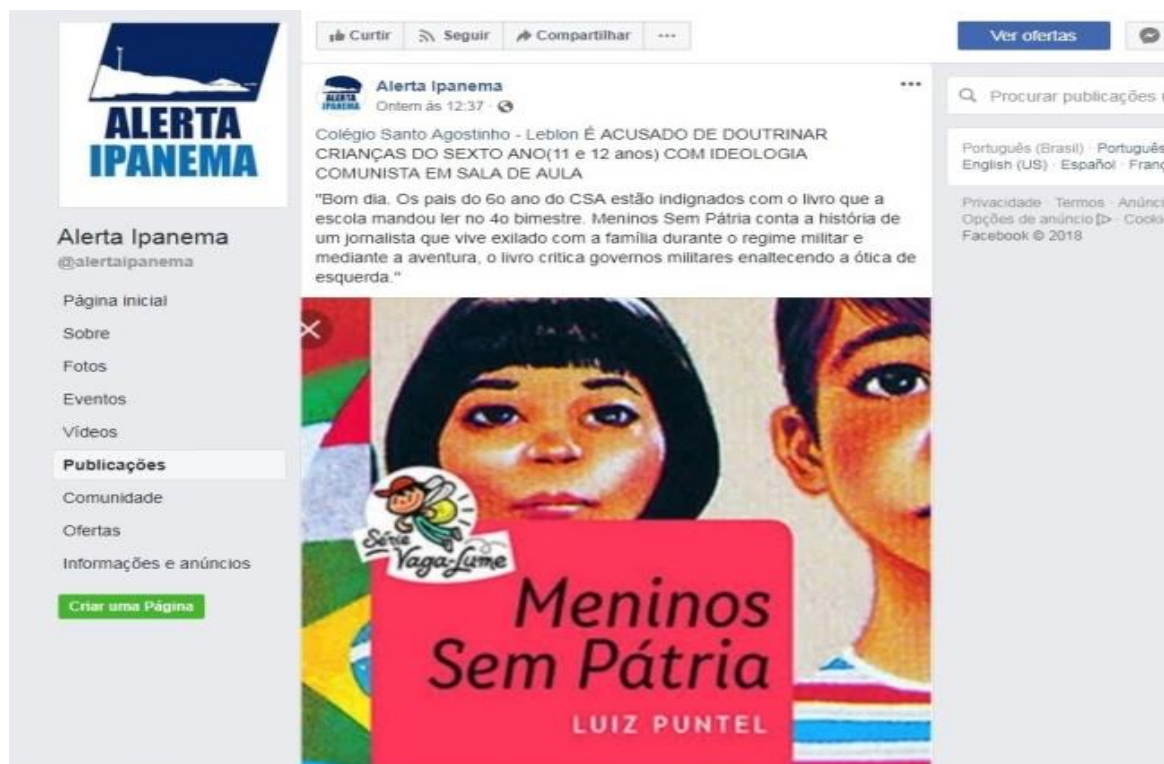 Curtir Seguir Compartilhar ...
Ver ofertas
ALERTA
IPANEMA
Alerta Ipanema
@alertaipanema
Página inicial
Sobre
Fotos
Eventos
Vídeos
Publicações
Comunidade
Ofertas
Informações e anúncios
Criar uma Página
ALERTA
IPANEMA
Alerta Ipanema
Ontem às 12:37
Colégio Santo Agostinho - Leblon É ACUSADO DE DOUTRINAR
CRIANÇAS DO SEXTO ANO(11 e 12 anos) COM IDEOLOGIA
COMUNISTA EM SALA DE AULA
"Bom dia. Os pais do 6o ano do CSA estão indignados com o livro que a
escola mandou ler no 4o bimestre. Meninos Sem Pátria conta a história de
um jornalista que vive exilado com a família durante o regime militar e
mediante a aventura, o livro critica governos militares enaltecendo a ótica de
esquerda."
Série
Vaga-Lume
Meninos
Sem Pátria
LUIZ PUNTEL
Procurar publicações
Português (Brasil) · Português
English (US) · Español · Franç
Privacidade · Termos · Anúnci
Opções de anúncio · Cooki
Facebook © 2018